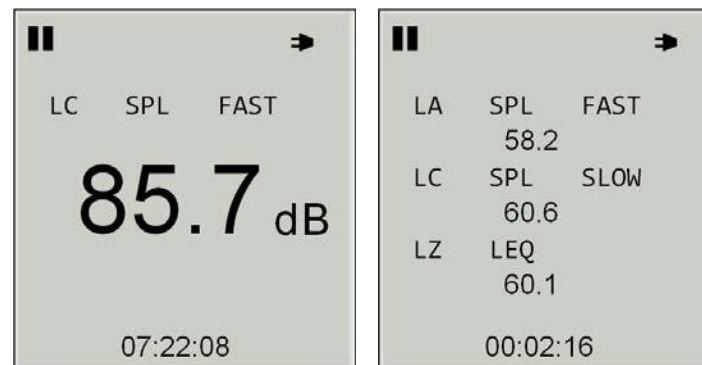 LC SPL FAST
85.7 dB
07:22:08
LA SPL FAST
58.2
LC SPL SLOW
60.6
LZ LEQ
60.1
00:02:16